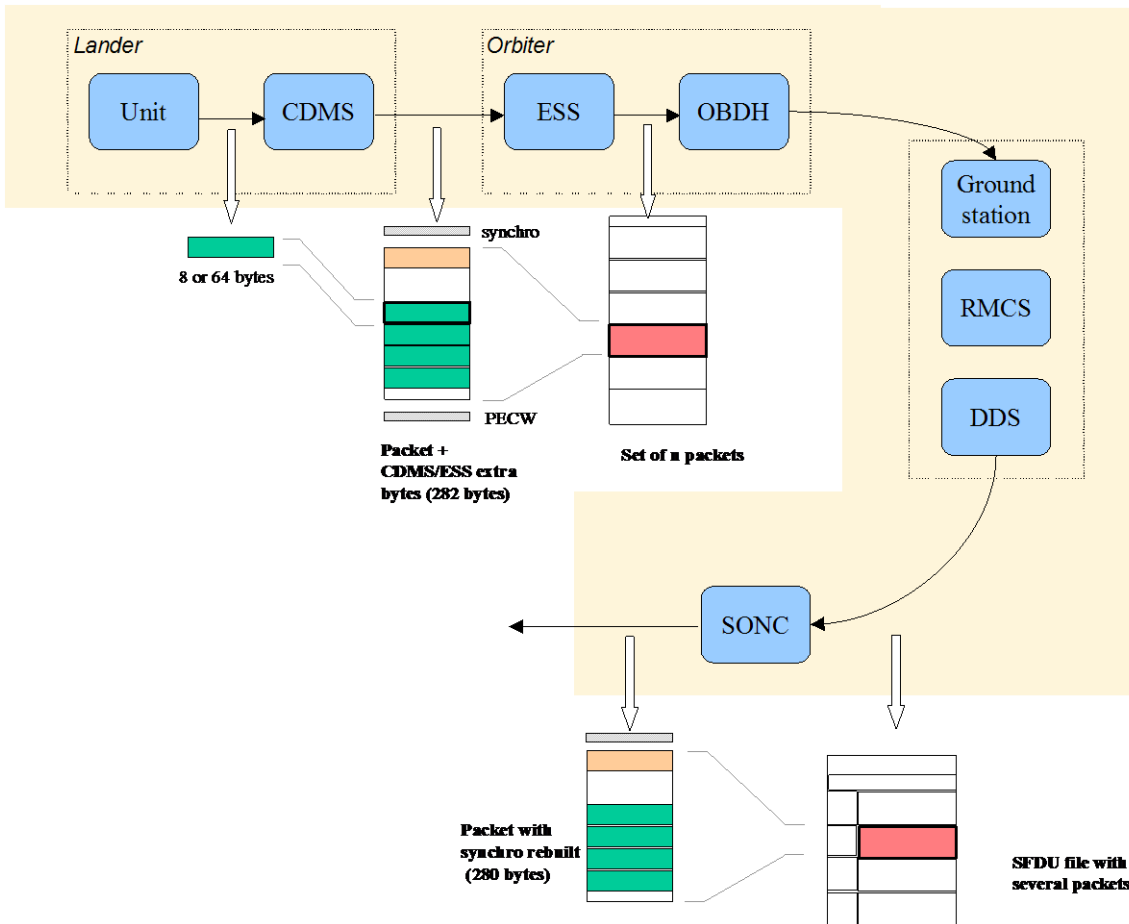 Lander
Orbiter
Unit
CDMS
ESS
OBDH
Ground
station
RMCS
DDS
synchro
8 or 64 bytes
PECW
Packet +
CDMS/ESS extra
bytes (282 bytes)
Set of n packets
SONC
Packet with
synchro rebuilt
(280 bytes)
SFDU file with
several packets